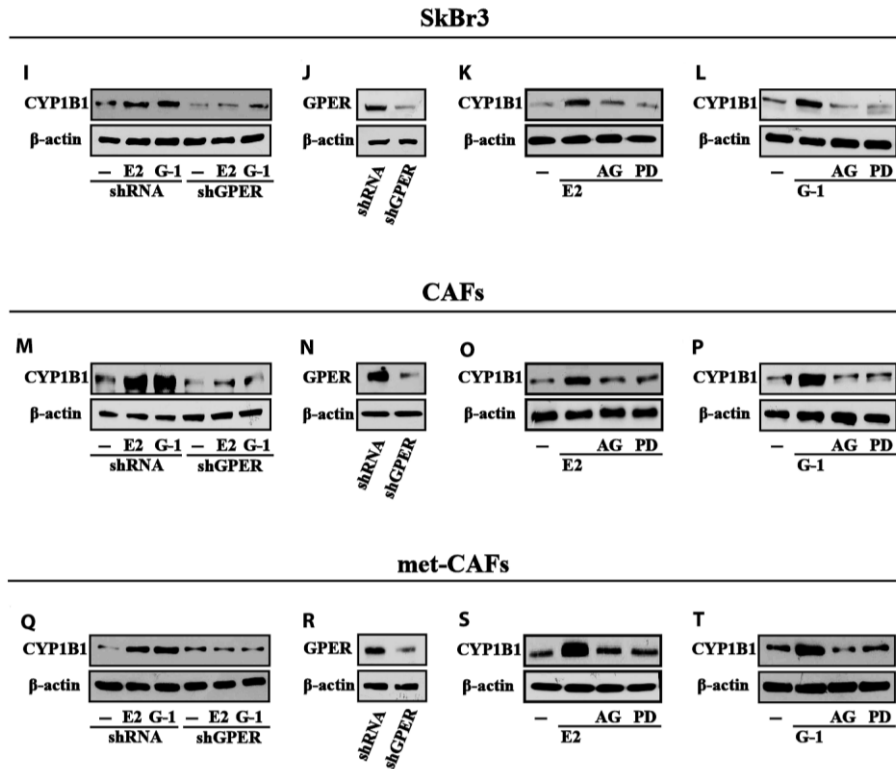 SkBr3
I J K L
CYP1B1 GPER CYP1B1 CYP1B1
β-actin β-actin β-actin β-actin
– E2 G-1 – E2 G-1 shRNA shGPER – AG PD – AG PD
shRNA shGPER E2 G-1
CAFs
M N O P
CYP1B1 GPER CYP1B1 CYP1B1
β-actin β-actin β-actin β-actin
– E2 G-1 – E2 G-1 shRNA shGPER – AG PD – AG PD
shRNA shGPER E2 G-1
met-CAFs
Q R S T
CYP1B1 GPER CYP1B1 CYP1B1
β-actin β-actin β-actin β-actin
– E2 G-1 – E2 G-1 shRNA shGPER – AG PD – AG PD
shRNA shGPER E2 G-1